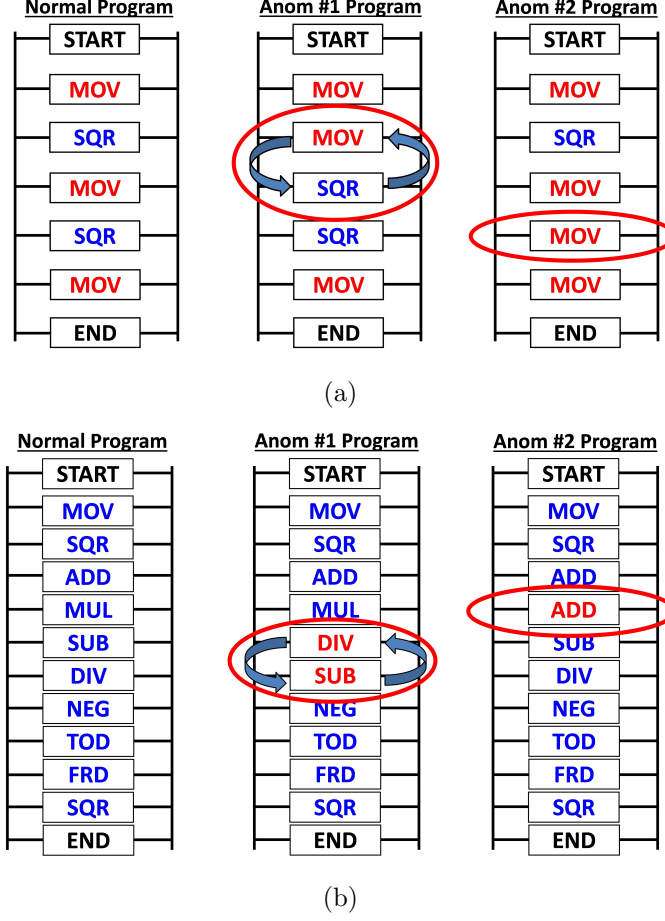 Normal Program Anom #1 Program Anom #2 Program
START START START
MOV MOV MOV
SQR MOV SQR
MOV SQR MOV
SQR SQR MOV
MOV MOV MOV
END END END
(a)
Normal Program Anom #1 Program Anom #2 Program
START START START
MOV MOV MOV
SQR SQR SQR
ADD ADD ADD
MUL MUL ADD
SUB DIV SUB
DIV SUB DIV
NEG NEG NEG
TOD TOD TOD
FRD FRD FRD
SQR SQR SQR
END END END
(b)